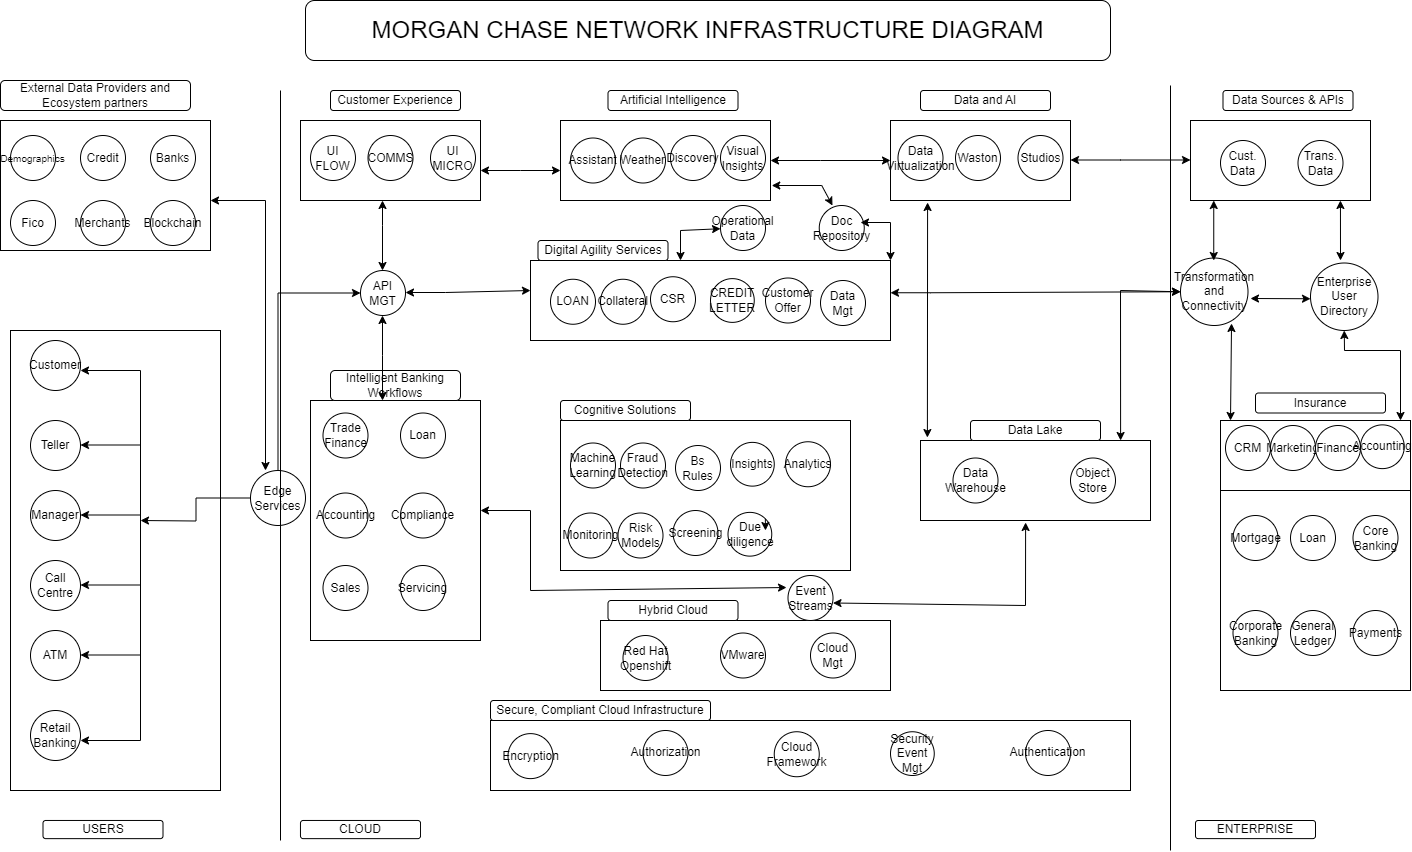 MORGAN CHASE NETWORK INFRASTRUCTURE DIAGRAM
External Data Providers and
Ecosystem partners
Customer Experience
Artificial Intelligence
Data and AI
Data Sources & APIs
Demographics
Credit
Banks
Fico
Merchants
Blockchain
UI
FLOW
COMMS
UI
MICRO
Assistant
Weather
Discovery
Visual
Insights
Data
Virtualization
Waston
Studios
Cust.
Data
Trans.
Data
Operational
Data
Doc
Repository
Digital Agility Services
API
MGT
LOAN
Collateral
CSR
CREDIT
LETTER
Customer
Offer
Data
Mgt
Transformation
and
Connectivity
Enterprise
User
Directory
Customer
Teller
Manager
Call
Centre
ATM
Retail
Banking
Edge
Services
Intelligent Banking
Workflows
Trade
Finance
Loan
Accounting
Compliance
Sales
Servicing
Cognitive Solutions
Machine
Learning
Fraud
Detection
Bs
Rules
Insights
Analytics
Monitoring
Risk
Models
Screening
Due
diligence
Data Lake
Data
Warehouse
Object
Store
Event
Streams
Insurance
CRM
Marketing
Finance
Accounting
Mortgage
Loan
Core
Banking
Corporate
Banking
General
Ledger
Payments
Hybrid Cloud
Red Hat
Openshift
VMware
Cloud
Mgt
Secure, Compliant Cloud Infrastructure
Encryption
Authorization
Cloud
Framework
Security
Event
Mgt
Authentication
USERS
CLOUD
ENTERPRISE